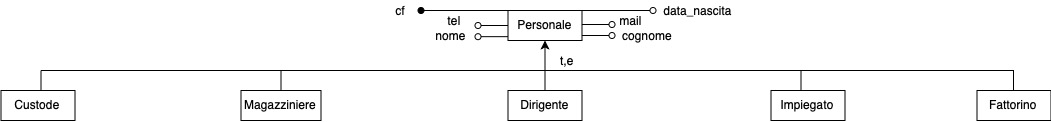 cf
data_nascita
tel
Personale
mail
nome
cognome
t,e
Custode
Magazziniere
Dirigente
Impiegato
Fattorino